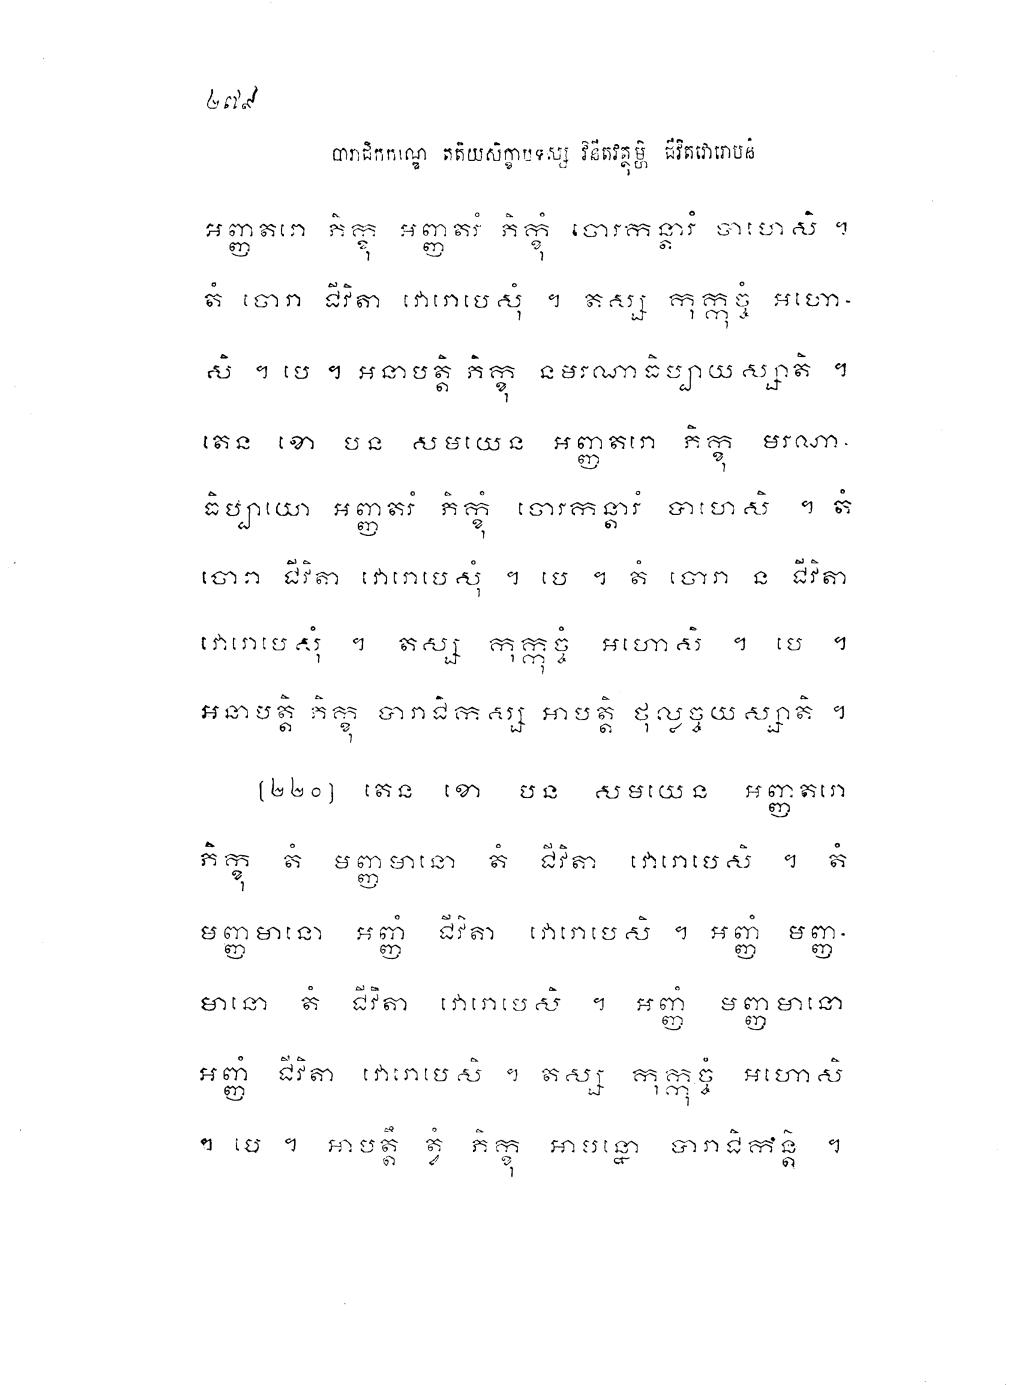 ២៧៩
បារាជិកកណ្ឌេ តតិយសិក្ខាបទស្ស វិនីតវត្ថុម្ហិ ជីវិតវោរោបនំ
អញ្ញតរោ ភិក្ខុ អញ្ញតរំ ភិក្ខុំ ចោរកន្តារំ បាហេសិ ។
តំ ចោរា ជីវិតា វោរោបេសុំ ។ តស្ស កុក្កុច្ចំ អហោ-
សិ ។ បេ ។ អនាបត្តិ ភិក្ខុ នមរណាធិប្បាយស្សាតិ ។
តេន ខោ បន សមយេន អញ្ញតរោ ភិក្ខុ មរណា-
ធិប្បាយោ អញ្ញតរំ ភិក្ខុំ ចោរកន្តារំ បាហេសិ ។ តំ
ចោរា ជីវិតា វោរោបេសុំ ។ បេ ។ តំ ចោរា ន ជីវិតា
វោរោបេសុំ ។ តស្ស កុក្កុច្ចំ អហោសិ ។ បេ ។
អនាបត្តិ ភិក្ខុ បារាជិកស្ស អាបត្តិ ថុល្លច្ចយស្សាតិ ។
(២២០) តេន ខោ បន សមយេន អញ្ញតរោ
ភិក្ខុ តំ មញ្ញមានោ តំ ជីវិតា វោរោបេសិ ។ តំ
មញ្ញមានោ អញ្ញំ ជីវិតា វោរោបេសិ ។ អញ្ញំ មញ្ញ-
មានោ តំ ជីវិតា វោរោបេសិ ។ អញ្ញំ មញ្ញមានោ
អញ្ញំ ជីវិតា វោរោបេសិ ។ តស្ស កុក្កុច្ចំ អហោសិ
។ បេ ។ អាបត្តឹ ត្វំ ភិក្ខុ អាបន្នោ បារាជិកន្តិ ។